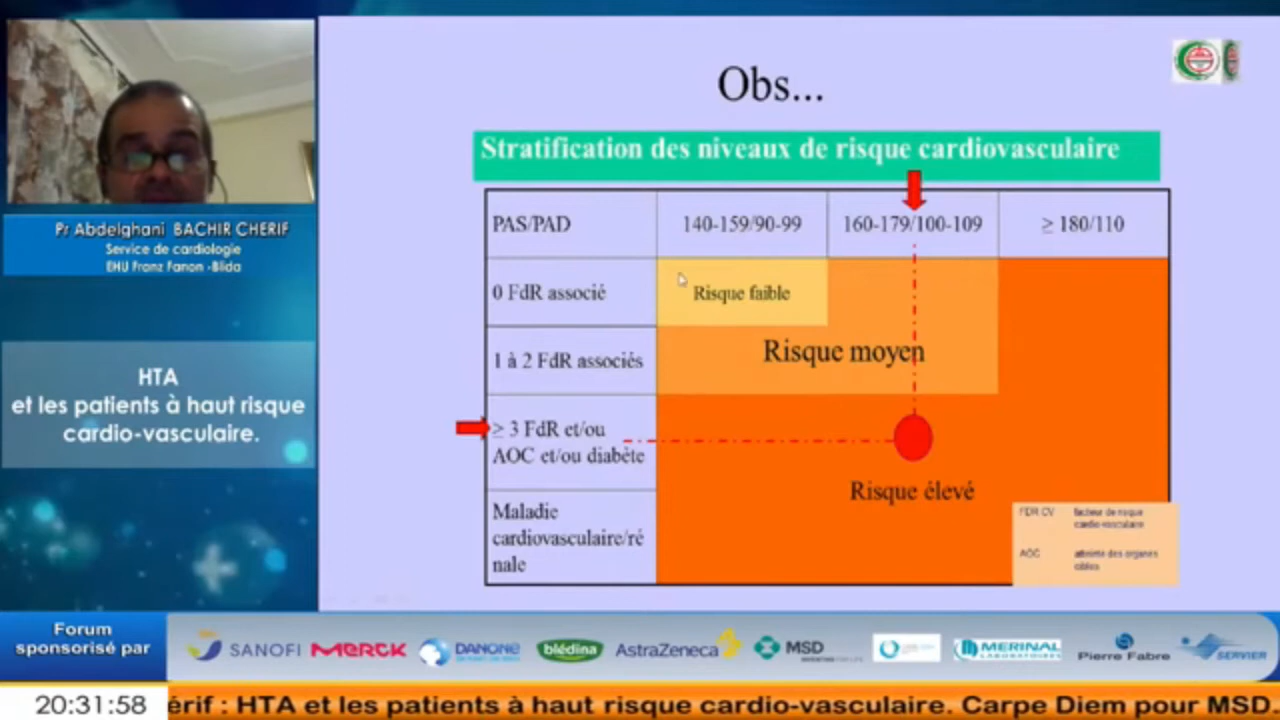 Obs...
Stratification des niveaux de risque cardiovasculaire
PAS/PAD
140-159/90-99
160-179/100-109
≥ 180/110
0 FdR associé
Risque faible
1 à 2 FdR associés
Risque moyen
≥ 3 FdR et/ou
AOC et/ou diabète
Risque élevé
Maladie
cardiovasculaire/ré
nale
FDR CV
facteur de risque
cardio-vasculaire
AOC
atteinte des organes
cibles
Pr Abdelghani BACHIR CHERIF
Service de cardiologie
EHU Franz Fanon -Blida
HTA
et les patients à haut risque
cardio-vasculaire.
Forum
sponsorisé par
SANOFI
MERCK
DANONE
blédina
AstraZeneca
MSD
MERINAL
LABORATOIRES
Pierre Fabre
SERVIER
20:31:58
érif : HTA et les patients à haut risque cardio-vasculaire. Carpe Diem pour MSD.